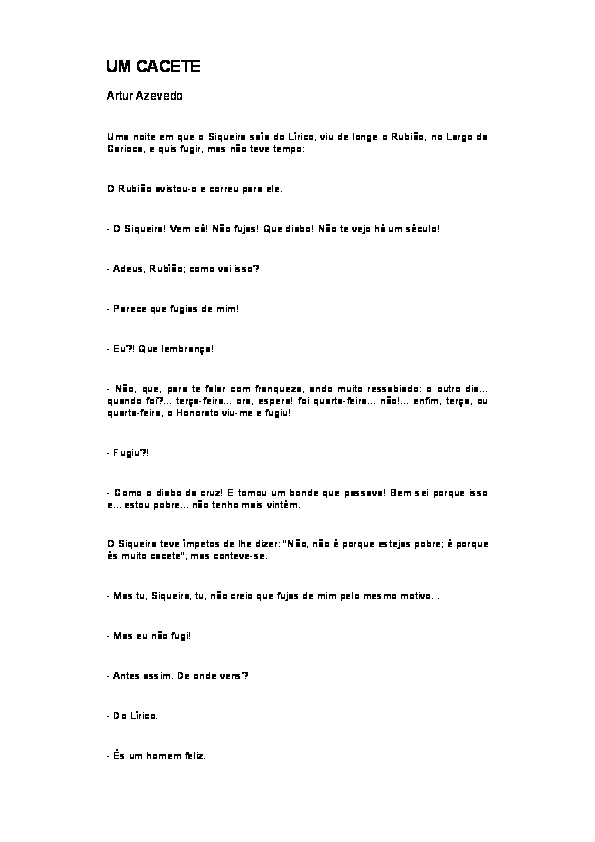 UM CACETE
Artur Azevedo
Uma noite em que o Siqueira saía do Lírico, viu de longe o Rubião, no Largo da
Carioca, e quis fugir, mas não teve tempo:
O Rubião avistou-o e correu para ele.
- O Siqueira! Vem cá! Não fujas! Que diabo! Não te vejo há um século!
- Adeus, Rubião; como vai isso?
- Parece que fugias de mim!
- Eu?! Que lembrança!
- Não, que, para te falar com franqueza, ando muito ressabiado: o outro dia...
quando foi?... terça-feira... ora, espera! foi quarta-feira... não!... enfim, terça, ou
quarta-feira, o Honorato viu-me e fugiu!
- Fugiu?!
- Como o diabo da cruz! E tomou um bonde que passava! Bem sei porque isso
e... estou pobre... não tenho mais vintém.
O Siqueira teve ímpetos de lhe dizer: "Não, não é porque estejas pobre; é porque
és muito cacete", mas conteve-se.
- Mas tu, Siqueira, tu, não creio que fujas de mim pelo mesmo motivo. .
- Mas eu não fugi!
- Antes assim. De onde vens?
- Do Lírico.
- És um homem feliz.